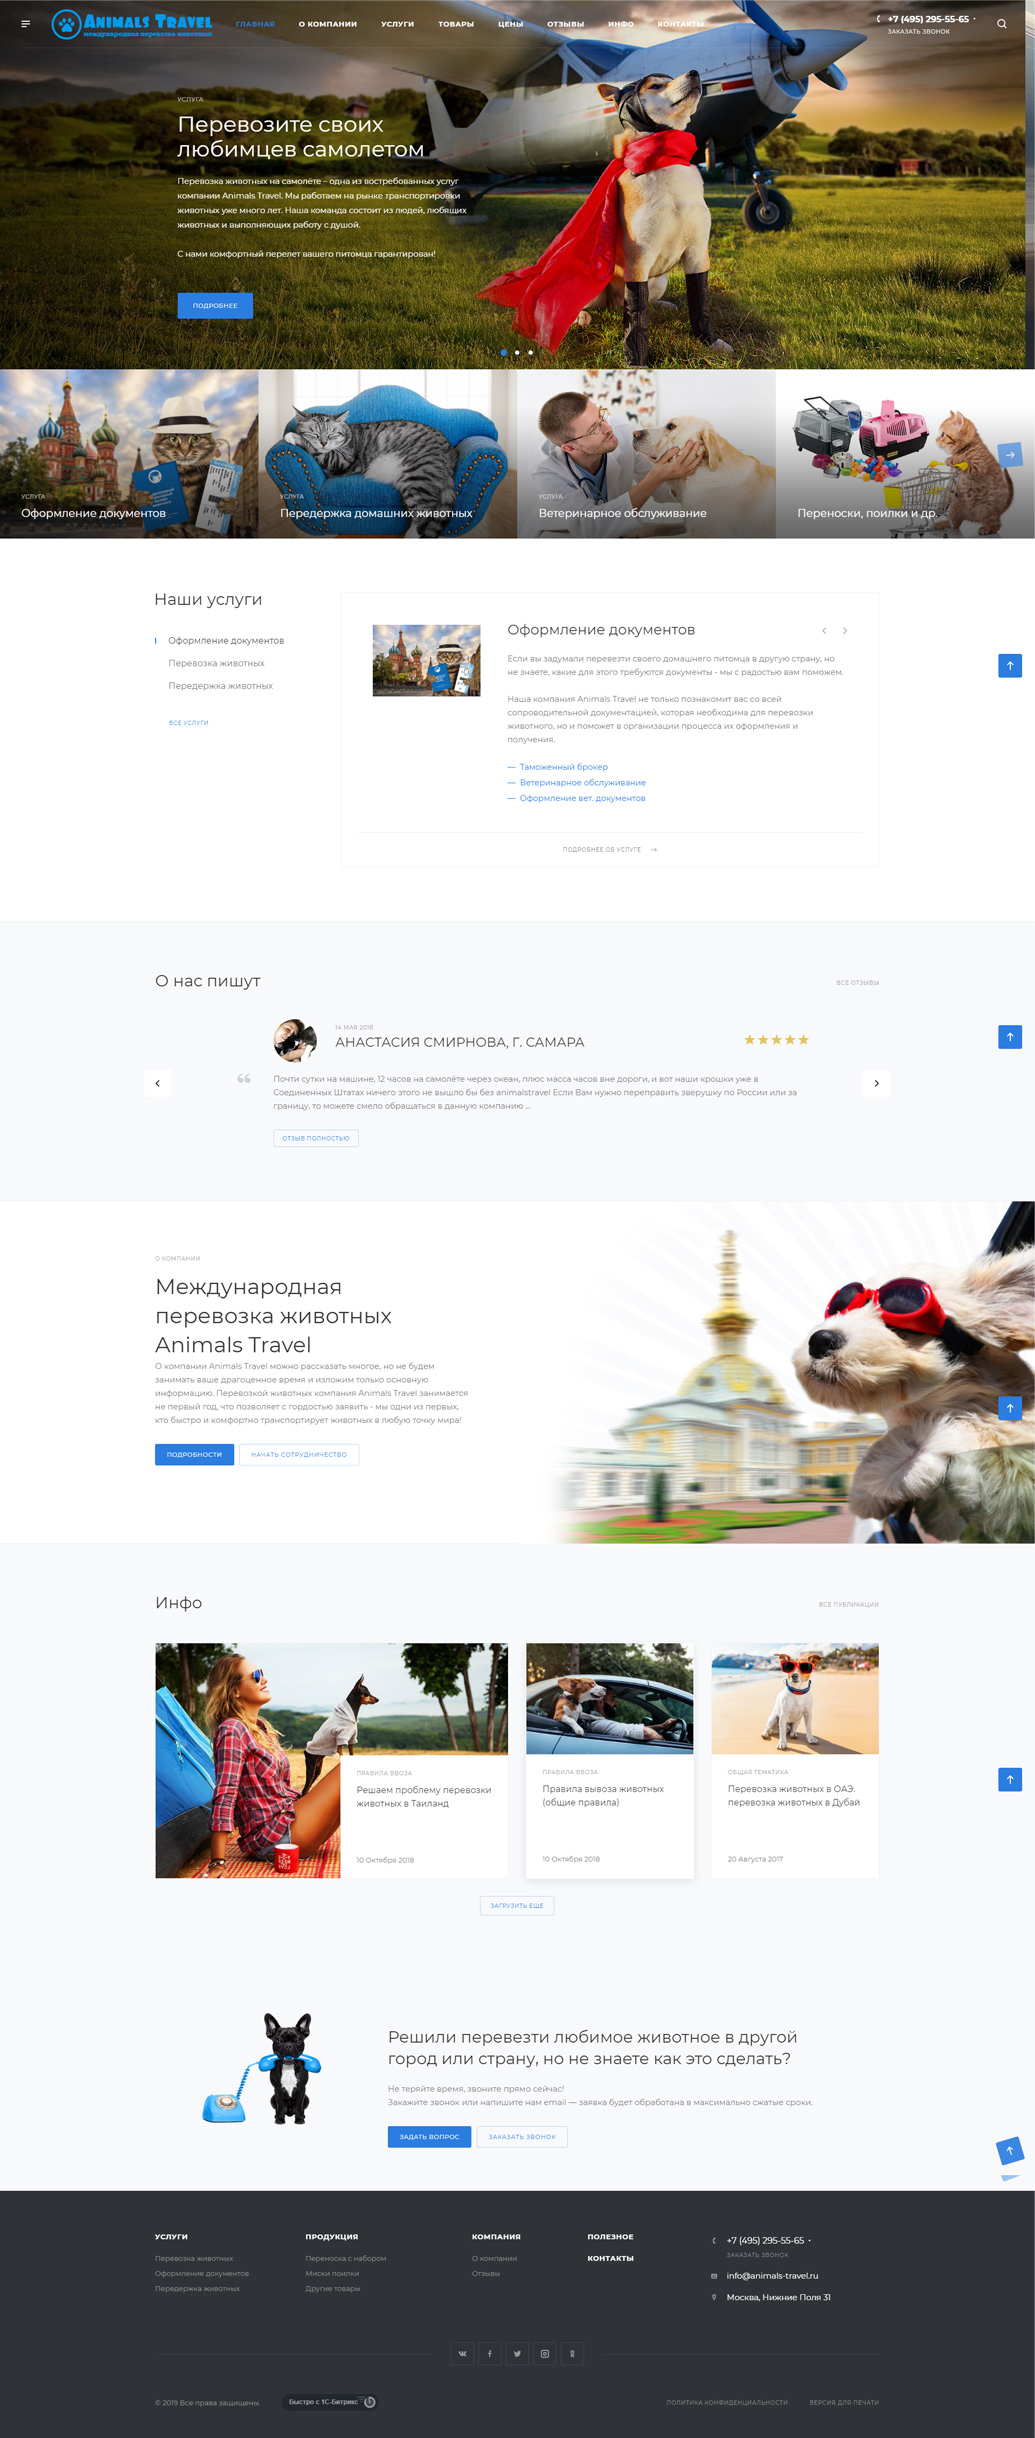 ANIMALS TRAVEL
международная перевозка животных
ГЛАВНАЯ О КОМПАНИИ УСЛУГИ ТОВАРЫ ЦЕНЫ ОТЗЫВЫ ИНФО КОНТАКТЫ
+7 (495) 295-55-65
ЗАКАЗАТЬ ЗВОНОК
УСЛУГА
Перевозите своих
любимцев самолетом
Перевозка животных на самолёте – одна из востребованных услуг
компании Animals Travel. Мы работаем на рынке транспортировки
животных уже много лет. Наша команда состоит из людей, любящих
животных и выполняющих работу с душой.
С нами комфортный перелет вашего питомца гарантирован!
ПОДРОБНЕЕ
УСЛУГА
Оформление документов
УСЛУГА
Передержка домашних животных
УСЛУГА
Ветеринарное обслуживание
Переноски, поилки и др.
Наши услуги
Оформление документов
Перевозка животных
Передержка животных
ВСЕ УСЛУГИ
Оформление документов
Если вы задумали перевезти своего домашнего питомца в другую страну, но
не знаете, какие для этого требуются документы - мы с радостью вам поможем.
Наша компания Animals Travel не только познакомит вас со всей
сопроводительной документацией, которая необходима для перевозки
животного, но и поможет в организации процесса их оформления и
получения.
— Таможенный брокер
— Ветеринарное обслуживание
— Оформление вет. документов
ПОДРОБНЕЕ ОБ УСЛУГЕ
О нас пишут
ВСЕ ОТЗЫВЫ
14 МАЯ 2018
АНАСТАСИЯ СМИРНОВА, Г. САМАРА
Почти сутки на машине, 12 часов на самолёте через океан, плюс масса часов вне дороги, и вот наши крошки уже в
Соединенных Штатах ничего этого не вышло бы без animalstravel Если Вам нужно переправить зверушку по России или за
границу, то можете смело обращаться в данную компанию ...
ОТЗЫВ ПОЛНОСТЬЮ
О КОМПАНИИ
Международная
перевозка животных
Animals Travel
О компании Animals Travel можно рассказать многое, но не будем
занимать ваше драгоценное время и изложим только основную
информацию. Перевозкой животных компания Animals Travel занимается
не первый год, что позволяет с гордостью заявить - мы одни из первых,
кто быстро и комфортно транспортирует животных в любую точку мира!
ПОДРОБНОСТИ
НАЧАТЬ СОТРУДНИЧЕСТВО
Инфо
ВСЕ ПУБЛИКАЦИИ
ПРАВИЛА ВВОЗА
Решаем проблему перевозки
животных в Таиланд
10 Октября 2018
ПРАВИЛА ВВОЗА
Правила вывоза животных
(общие правила)
10 Октября 2018
ОБЩАЯ ТЕМАТИКА
Перевозка животных в ОАЭ.
перевозка животных в Дубай
20 Августа 2017
ЗАГРУЗИТЬ ЕЩЕ
Решили перевезти любимое животное в другой
город или страну, но не знаете как это сделать?
Не теряйте время, звоните прямо сейчас!
Закажите звонок или напишите нам email — заявка будет обработана в максимально сжатые сроки.
ЗАДАТЬ ВОПРОС
ЗАКАЗАТЬ ЗВОНОК
УСЛУГИ
Перевозка животных
Оформление документов
Передержка животных
ПРОДУКЦИЯ
Переноска с набором
Миски поилки
Другие товары
КОМПАНИЯ
О компании
Отзывы
ПОЛЕЗНОЕ
КОНТАКТЫ
+7 (495) 295-55-65
ЗАКАЗАТЬ ЗВОНОК
info@animals-travel.ru
Москва, Нижние Поля 31
© 2019 Все права защищены.
Быстро с 1С-Битрикс
ПОЛИТИКА КОНФИДЕНЦИАЛЬНОСТИ
ВЕРСИЯ ДЛЯ ПЕЧАТИ